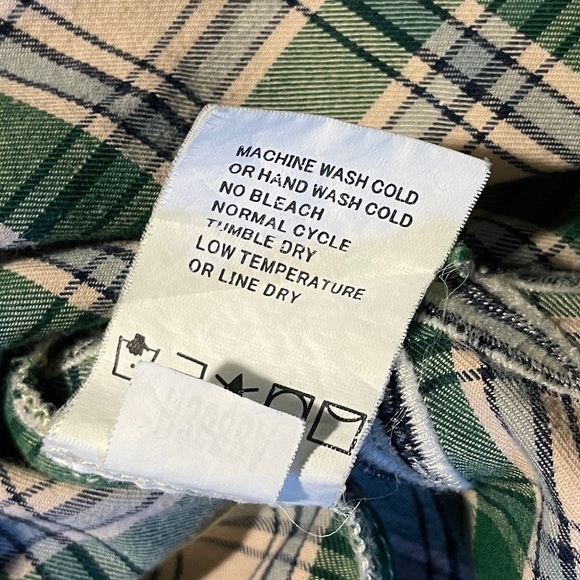 MACHINE WASH COLD
OR HAND WASH COLD
NO BLEACH
NORMAL CYCLE
TUMBLE DRY
LOW TEMPERATURE
OR LINE DRY